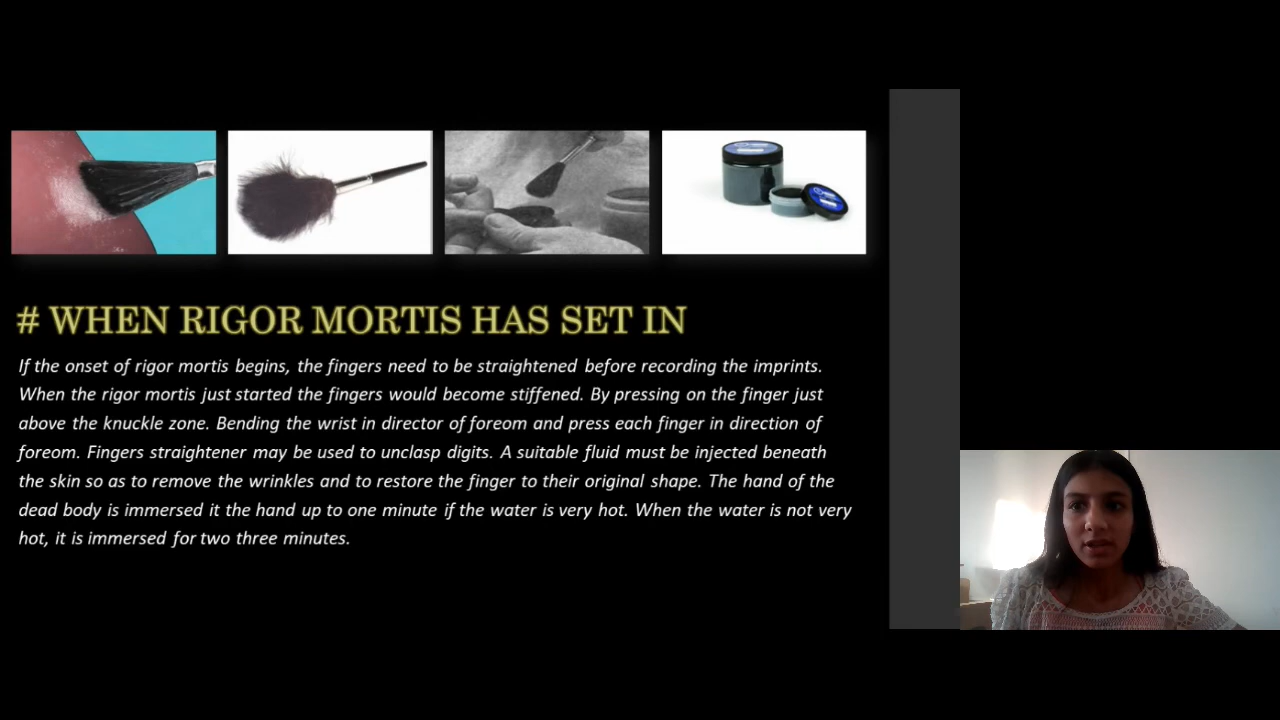 # WHEN RIGOR MORTIS HAS SET IN
If the onset of rigor mortis begins, the fingers need to be straightened before recording the imprints.
When the rigor mortis just started the fingers would become stiffened. By pressing on the finger just
above the knuckle zone. Bending the wrist in director of foreom and press each finger in direction of
foreom. Fingers straightener may be used to unclasp digits. A suitable fluid must be injected beneath
the skin so as to remove the wrinkles and to restore the finger to their original shape. The hand of the
dead body is immersed it the hand up to one minute if the water is very hot. When the water is not very
hot, it is immersed for two three minutes.